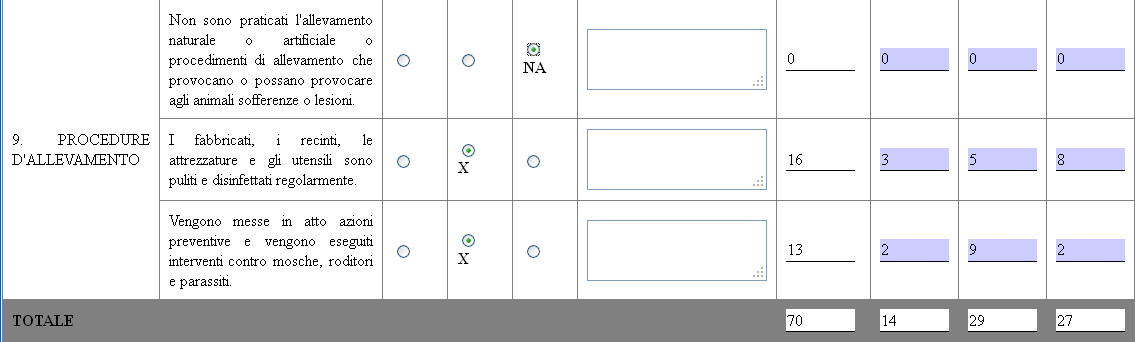 Non sono praticati l'allevamento
naturale o artificiale o
procedimenti di allevamento che
provocano o possano provocare
agli animali sofferenze o lesioni.
NA
0 0 0 0
9. PROCEDURE
D'ALLEVAMENTO
I fabbricati, i recinti, le
attrezzature e gli utensili sono
puliti e disinfettati regolarmente.
X
16 3 5 8
Vengono messe in atto azioni
preventive e vengono eseguiti
interventi contro mosche, roditori
e parassiti.
X
13 2 9 2
TOTALE 70 14 29 27